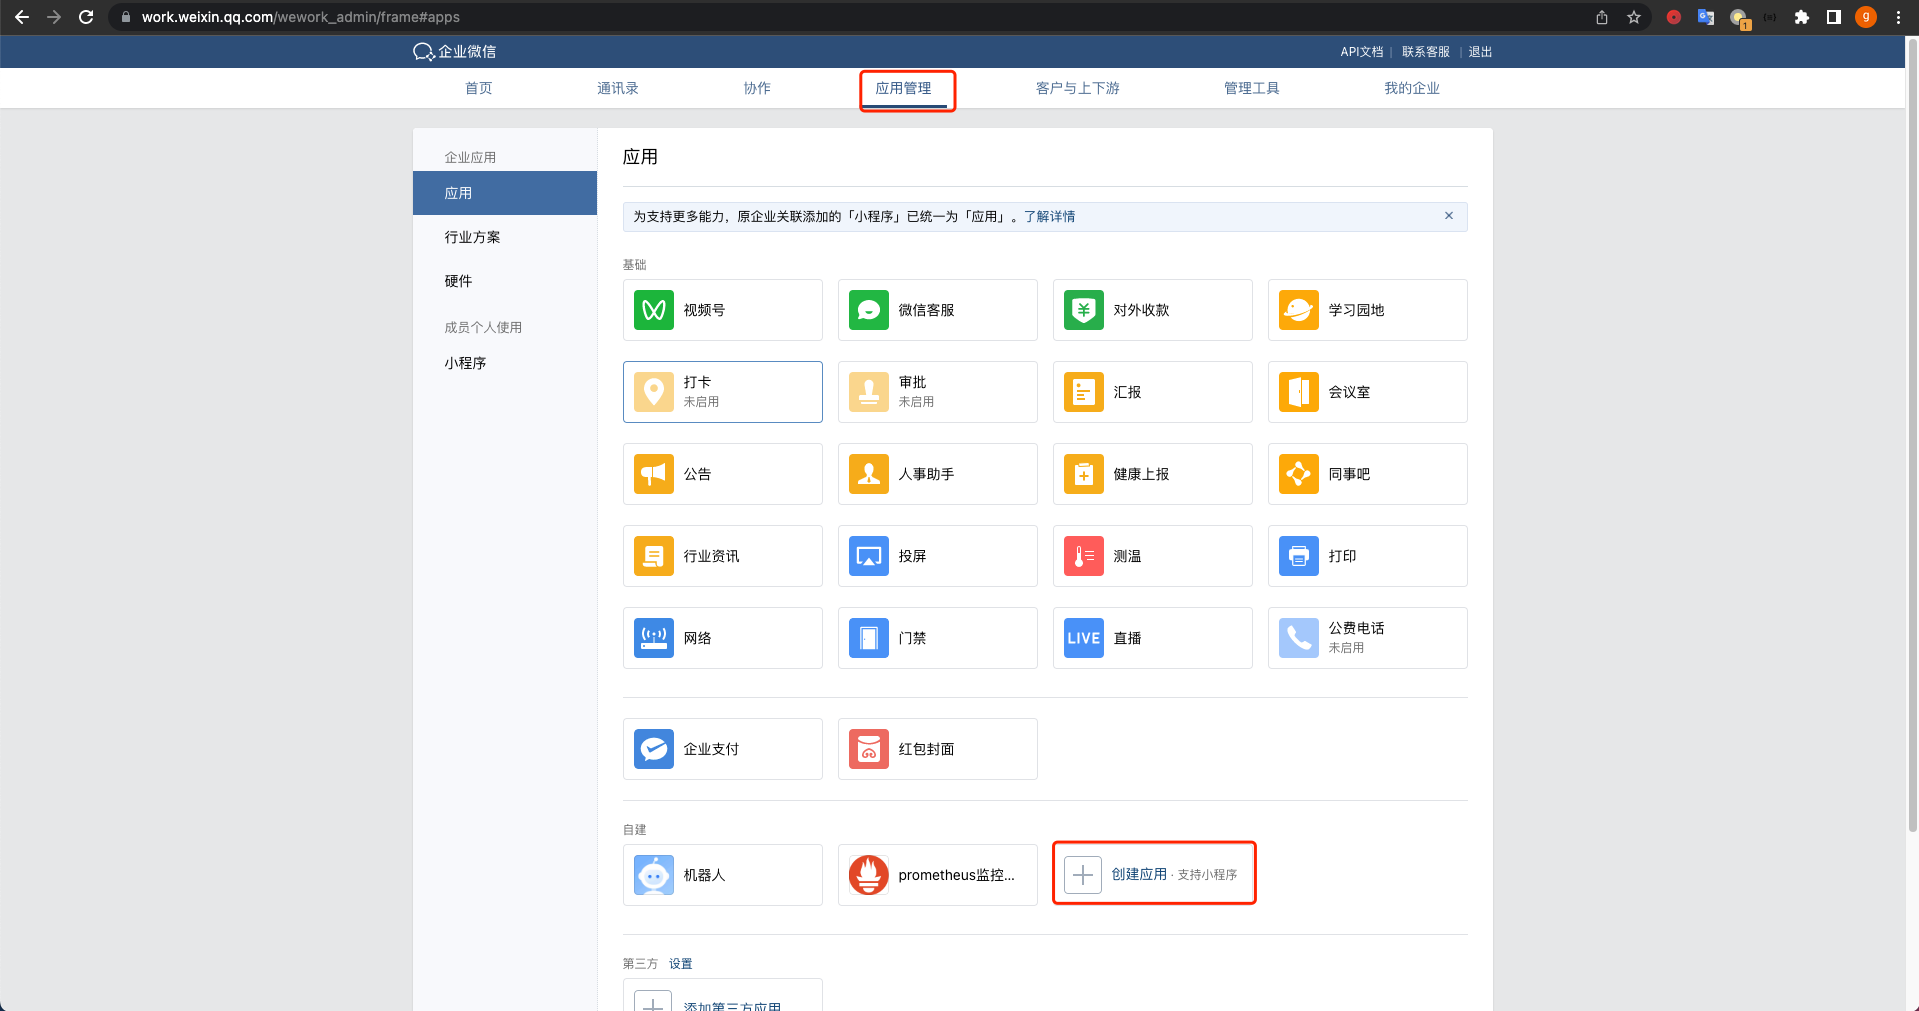 work.weixin.qq.com/wework_admin/frame#apps
1
g
企业微信
API文档 | 联系客服 | 退出
首页 通讯录 协作 应用管理 客户与上下游 管理工具 我的企业
企业应用
应用
行业方案
硬件
成员个人使用
小程序
应用
为支持更多能力，原企业关联添加的「小程序」已统一为「应用」。了解详情
基础
视频号
微信客服
对外收款
学习园地
打卡
未启用
审批
未启用
汇报
会议室
公告
人事助手
健康上报
同事吧
行业资讯
投屏
测温
打印
网络
门禁
LIVE
直播
公费电话
未启用
企业支付
红包封面
自建
机器人
prometheus监控...
创建应用 · 支持小程序
第三方 设置
添加第三方应用